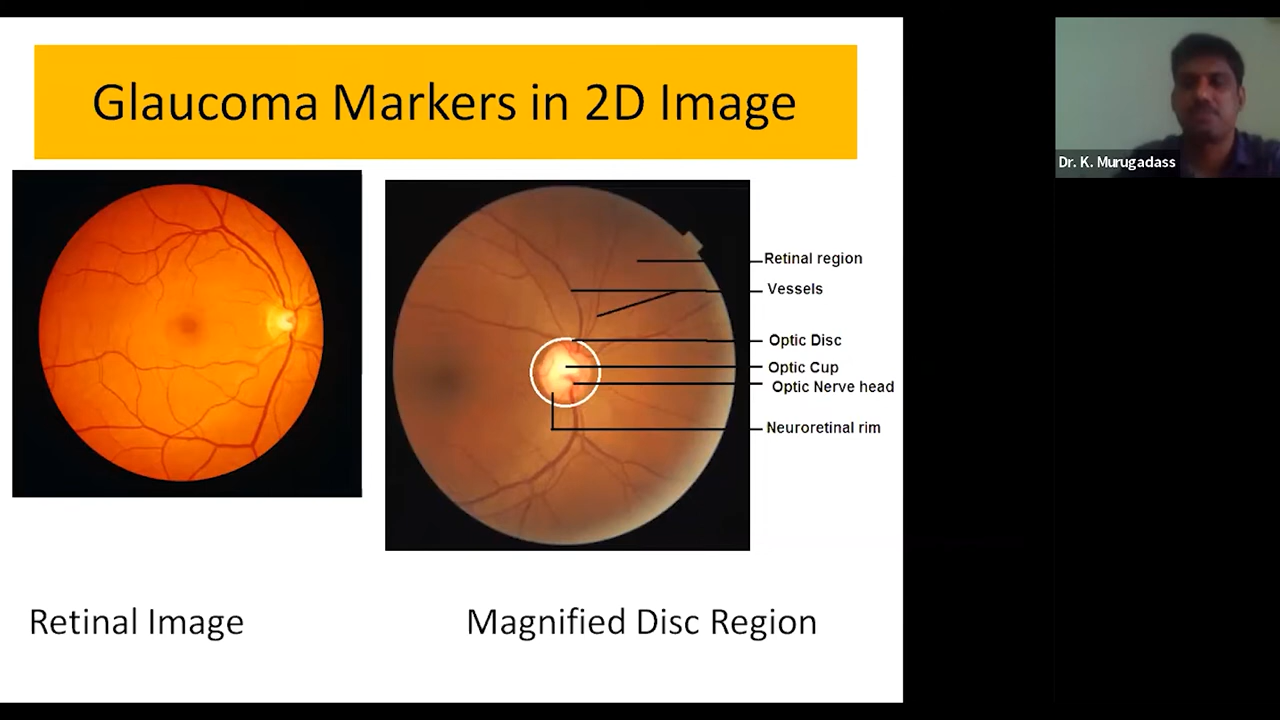 Glaucoma Markers in 2D Image
Dr. K. Murugadass
Retinal region
Vessels
Optic Disc
Optic Cup
Optic Nerve head
Neuroretinal rim
Retinal Image
Magnified Disc Region